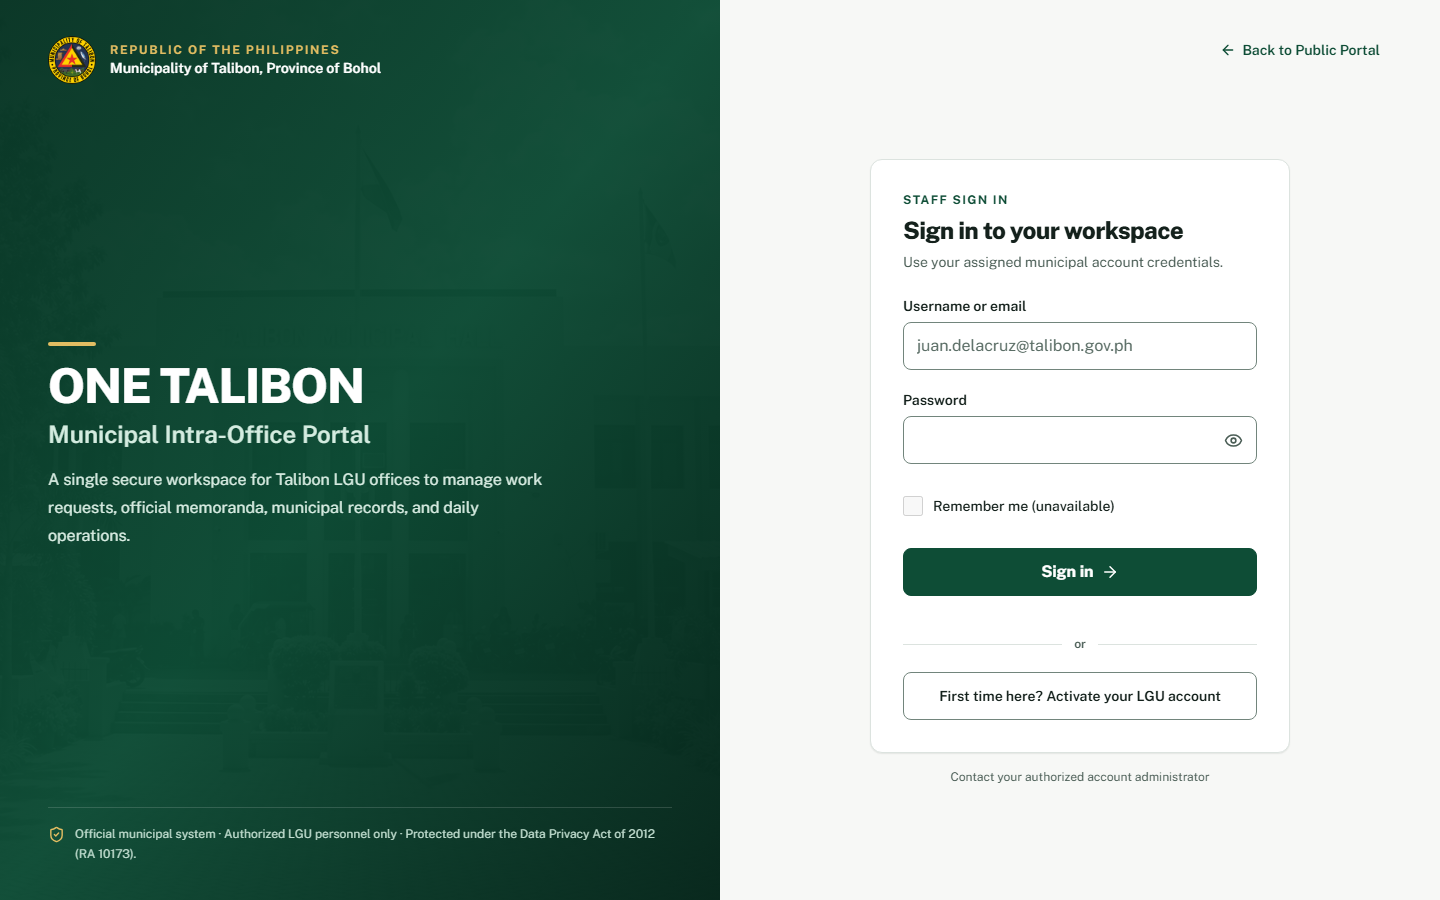 REPUBLIC OF THE PHILIPPINES
Municipality of Talibon, Province of Bohol
ONE TALIBON
Municipal Intra-Office Portal
A single secure workspace for Talibon LGU offices to manage work
requests, official memoranda, municipal records, and daily
operations.
Official municipal system · Authorized LGU personnel only · Protected under the Data Privacy Act of 2012
(RA 10173).
← Back to Public Portal
STAFF SIGN IN
Sign in to your workspace
Use your assigned municipal account credentials.
Username or email
juan.delacruz@talibon.gov.ph
Password
Remember me (unavailable)
Sign in →
or
First time here? Activate your LGU account
Contact your authorized account administrator